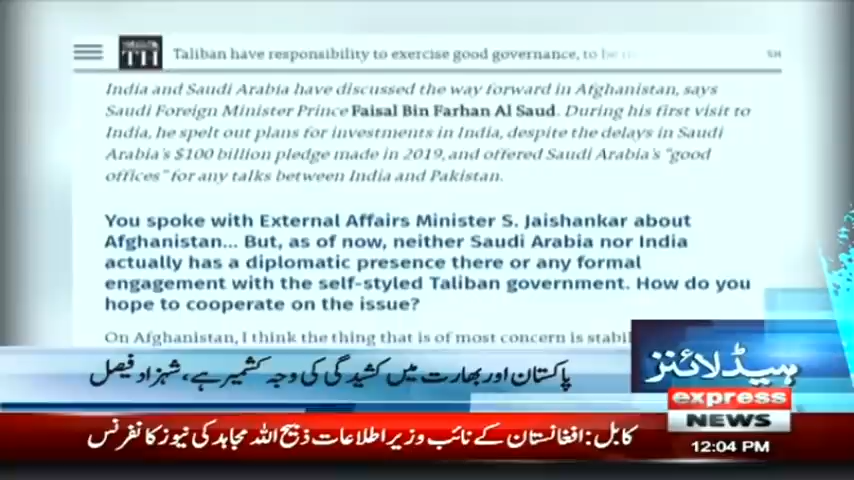 TH
Taliban have responsibility to exercise good governance, to be
India and Saudi Arabia have discussed the way forward in Afghanistan, says
Saudi Foreign Minister Prince Faisal Bin Farhan Al Saud. During his first visit to
India, he spelt out plans for investments in India, despite the delays in Saudi
Arabia's $100 billion pledge made in 2019, and offered Saudi Arabia's "good
offices" for any talks between India and Pakistan.
You spoke with External Affairs Minister S. Jaishankar about
Afghanistan... But, as of now, neither Saudi Arabia nor India
actually has a diplomatic presence there or any formal
engagement with the self-styled Taliban government. How do you
hope to cooperate on the issue?
On Afghanistan, I think the thing that is of most concern is stabil
ہیڈلائنز
پاکستان اور بھارت میں کشیدگی کی وجہ کشمیر ہے، شہزاد فیصل
express
NEWS
کابل: افغانستان کے نائب وزیر اطلاعات ذبیح اللہ مجاہد کی نیوز کانفرنس
12:04 PM